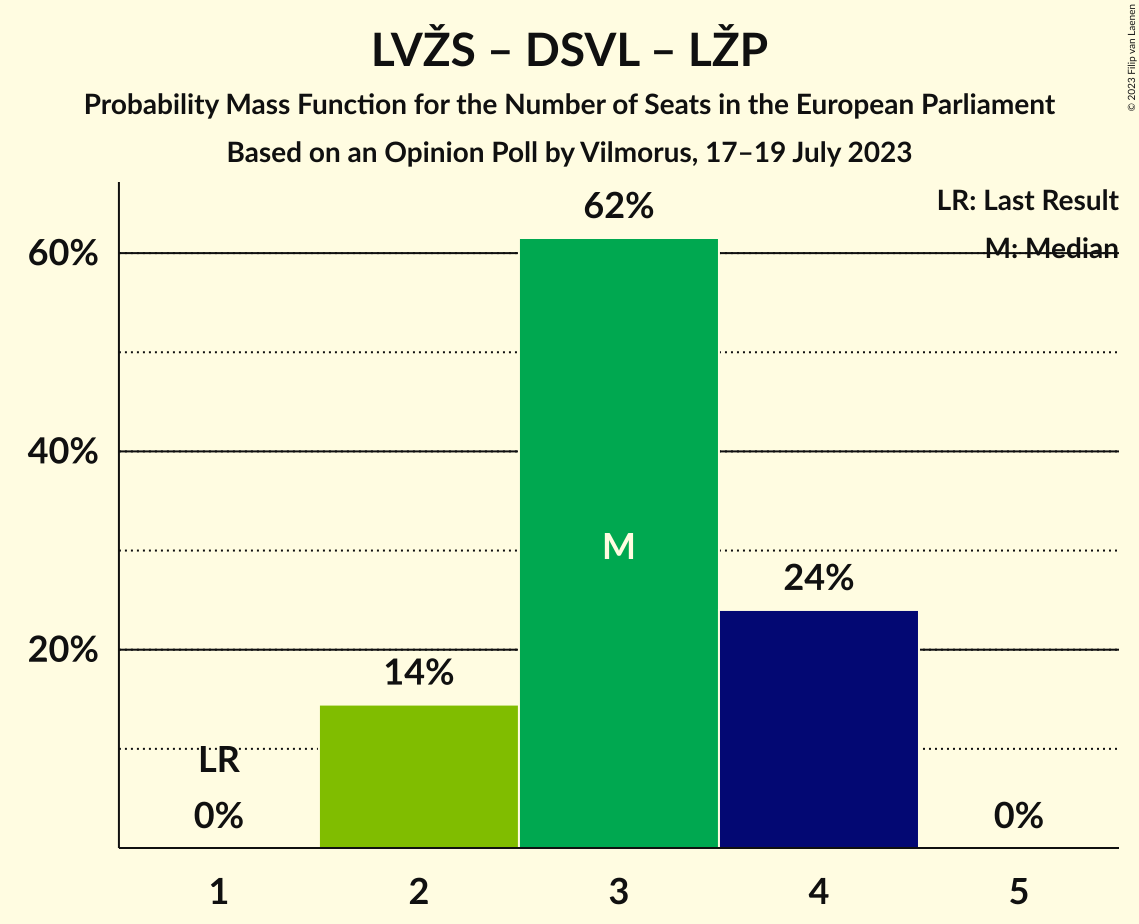 LVŽS – DSVL – LŽP
Probability Mass Function for the Number of Seats in the European Parliament
Based on an Opinion Poll by Vilmorus, 17–19 July 2023
© 2023 Filip van Laenen
LR: Last Result
M: Median
62%
60%
40%
M
24%
20%
14%
LR
0%
0%
1
2
3
4
5